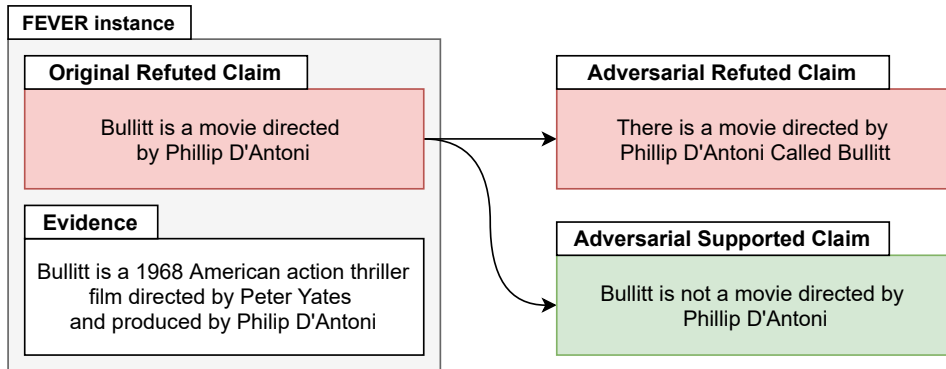 FEVER instance
Original Refuted Claim
Bullitt is a movie directed
by Phillip D'Antoni
Evidence
Bullitt is a 1968 American action thriller
film directed by Peter Yates
and produced by Philip D'Antoni
Adversarial Refuted Claim
There is a movie directed by
Phillip D'Antoni Called Bullitt
Adversarial Supported Claim
Bullitt is not a movie directed by
Phillip D'Antoni